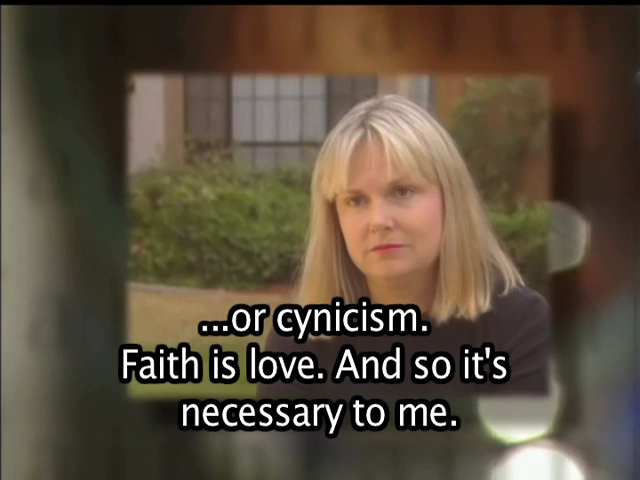 ...or cynicism.
Faith is love. And so it's
necessary to me.